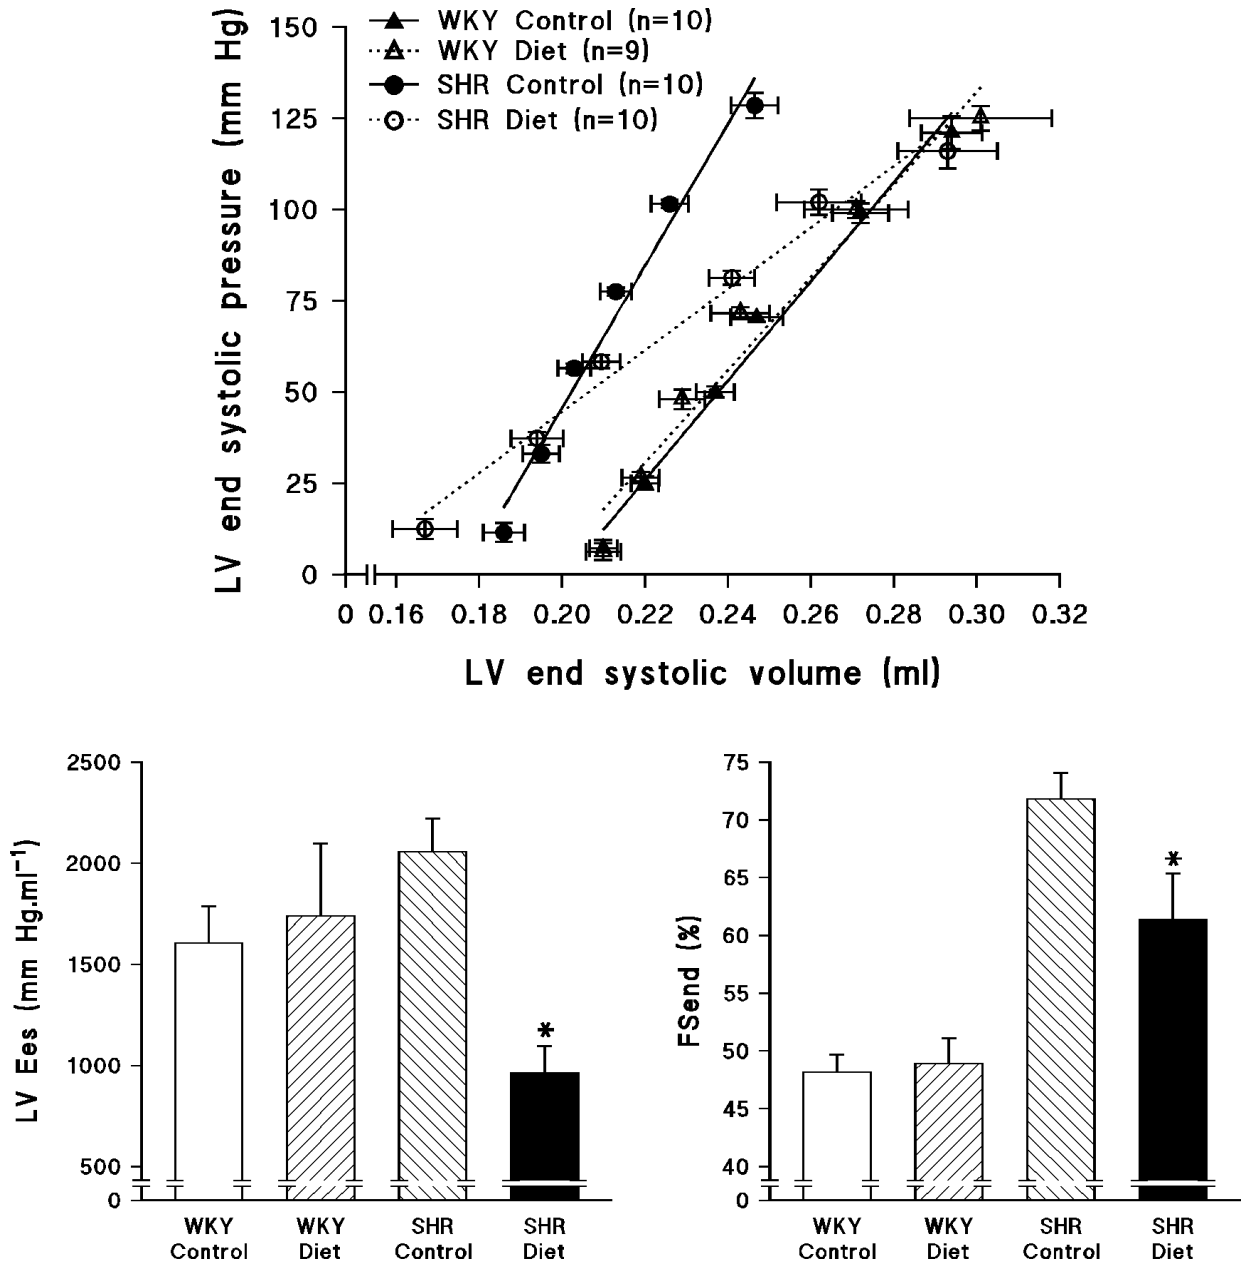 LV end systolic pressure (mm Hg)
150
125
100
75
50
25
0
WKY Control (n=10)
WKY Diet (n=9)
SHR Control (n=10)
SHR Diet (n=10)
0 0.16 0.18 0.20 0.22 0.24 0.26 0.28 0.30 0.32
LV end systolic volume (ml)
LV Ees (mm Hg.ml⁻¹)
2500
2000
1500
1000
500
0
*
WKY Control
WKY Diet
SHR Control
SHR Diet
FSend (%)
75
70
65
60
55
50
45
40
0
*
WKY Control
WKY Diet
SHR Control
SHR Diet